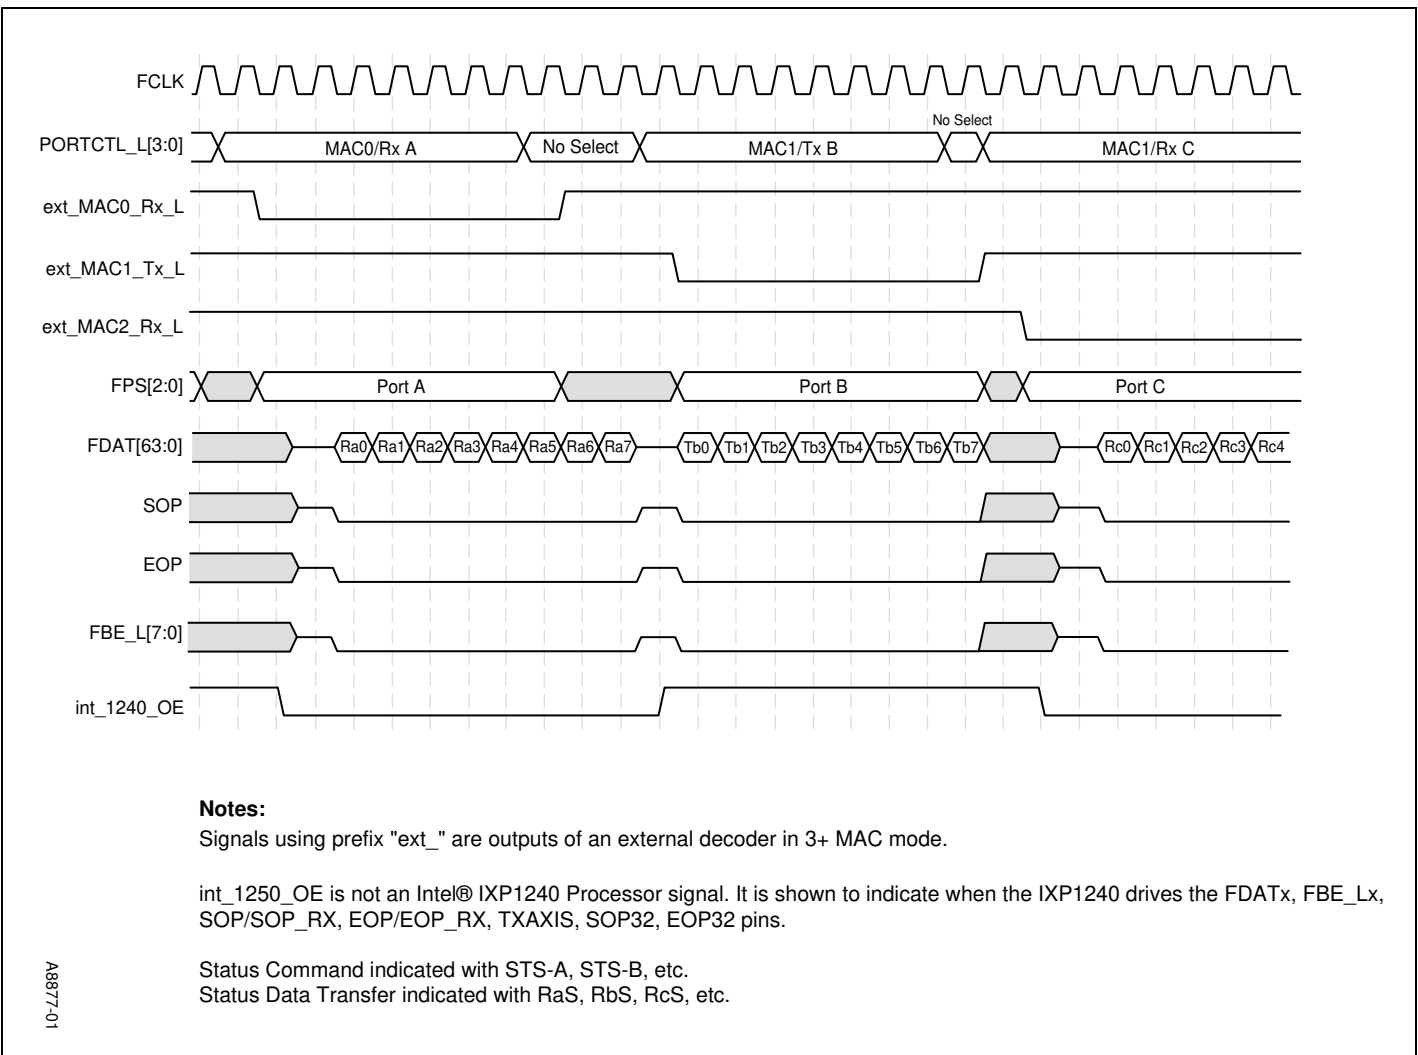 FCLK
No Select
PORTCTL_L[3:0] MAC0/Rx A No Select MAC1/Tx B MAC1/Rx C
ext_MAC0_Rx_L
ext_MAC1_Tx_L
ext_MAC2_Rx_L
FPS[2:0] Port A Port B Port C
FDAT[63:0] Ra0 Ra1 Ra2 Ra3 Ra4 Ra5 Ra6 Ra7 Tb0 Tb1 Tb2 Tb3 Tb4 Tb5 Tb6 Tb7 Rc0 Rc1 Rc2 Rc3 Rc4
SOP
EOP
FBE_L[7:0]
int_1240_OE
Notes:
Signals using prefix "ext_" are outputs of an external decoder in 3+ MAC mode.
int_1250_OE is not an Intel® IXP1240 Processor signal. It is shown to indicate when the IXP1240 drives the FDATx, FBE_Lx,
SOP/SOP_RX, EOP/EOP_RX, TXAXIS, SOP32, EOP32 pins.
Status Command indicated with STS-A, STS-B, etc.
Status Data Transfer indicated with RaS, RbS, RcS, etc.
A8877-01